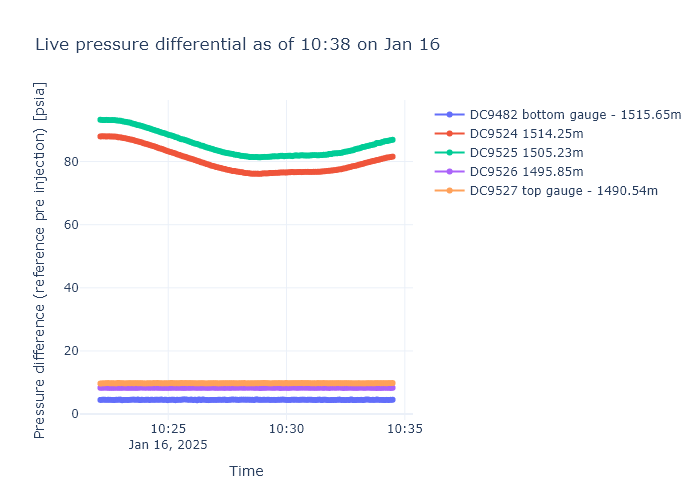 Live pressure differential as of 10:38 on Jan 16
Pressure difference (reference pre injection) [psia]
80
60
40
20
0
10:25
Jan 16, 2025
10:30
10:35
Time
DC9482 bottom gauge - 1515.65m
DC9524 1514.25m
DC9525 1505.23m
DC9526 1495.85m
DC9527 top gauge - 1490.54m